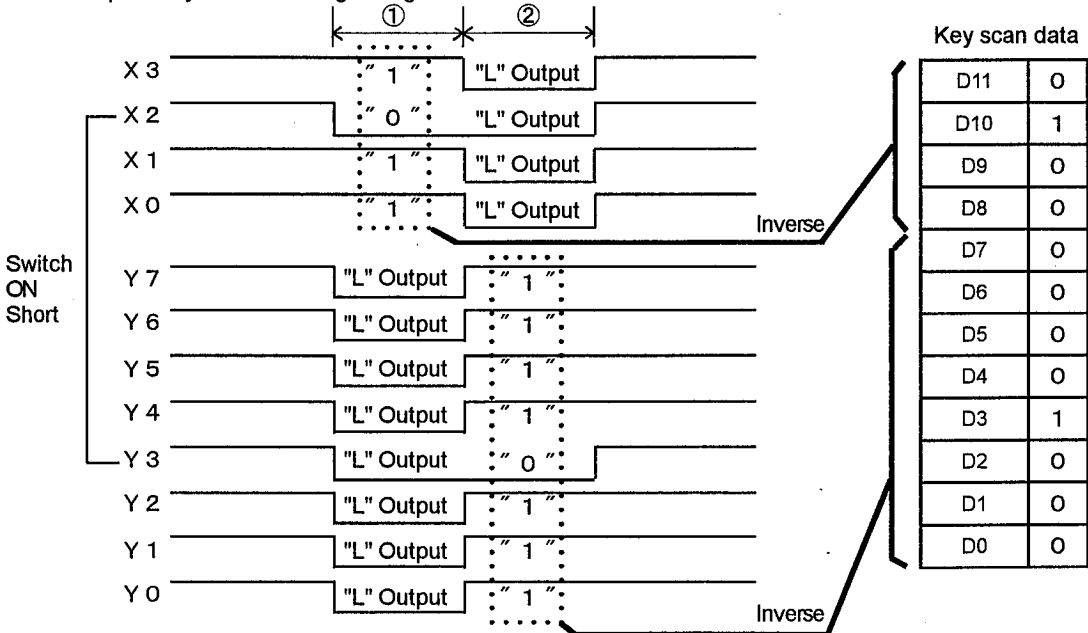 ① ②
Key scan data
X 3 " 1 " "L" Output
D11 0
X 2 " 0 " "L" Output
D10 1
X 1 " 1 " "L" Output
D9 0
X 0 " 1 " "L" Output
D8 0
Inverse
D7 0
Switch
ON
Short
Y 7 "L" Output " 1 "
D6 0
Y 6 "L" Output " 1 "
D5 0
Y 5 "L" Output " 1 "
D4 0
Y 4 "L" Output " 1 "
D3 1
Y 3 "L" Output " 0 "
D2 0
Y 2 "L" Output " 1 "
D1 0
Y 1 "L" Output " 1 "
D0 0
Y 0 "L" Output " 1 "
Inverse